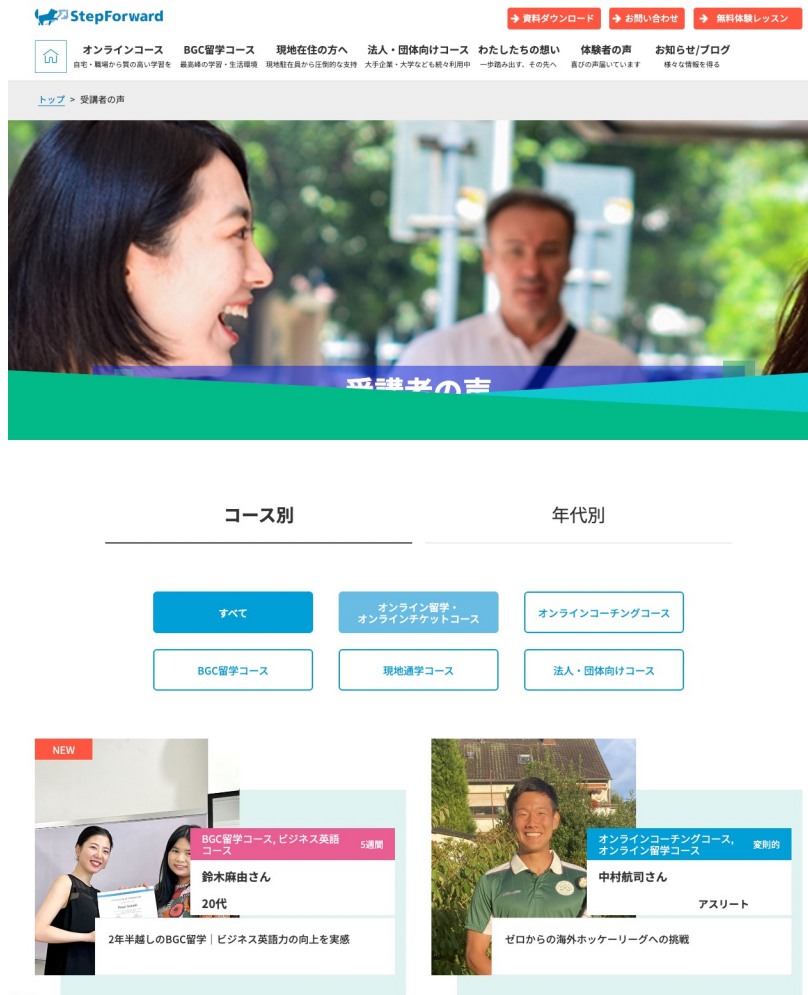 StepForward
資料ダウンロード
お問い合わせ
無料体験レッスン
オンラインコース
自宅・職場から質の高い学習を
BGC留学コース
最高峰の学習・生活環境
現地在住の方へ
現地駐在員から圧倒的な支持
法人・団体向けコース
大手企業・大学なども続々利用中
わたしたちの想い
一歩踏み出す、その先へ
体験者の声
喜びの声届いています
お知らせ/ブログ
様々な情報を得る
トップ > 受講者の声
受講者の声
コース別
年代別
すべて
オンライン留学・
オンラインチケットコース
オンラインコーチングコース
BGC留学コース
現地通学コース
法人・団体向けコース
NEW
BGC留学コース, ビジネス英語
コース
5週間
鈴木麻由さん
20代
2年半越しのBGC留学｜ビジネス英語力の向上を実感
オンラインコーチングコース,
オンライン留学コース
変則的
中村航司さん
アスリート
ゼロからの海外ホッケーリーグへの挑戦